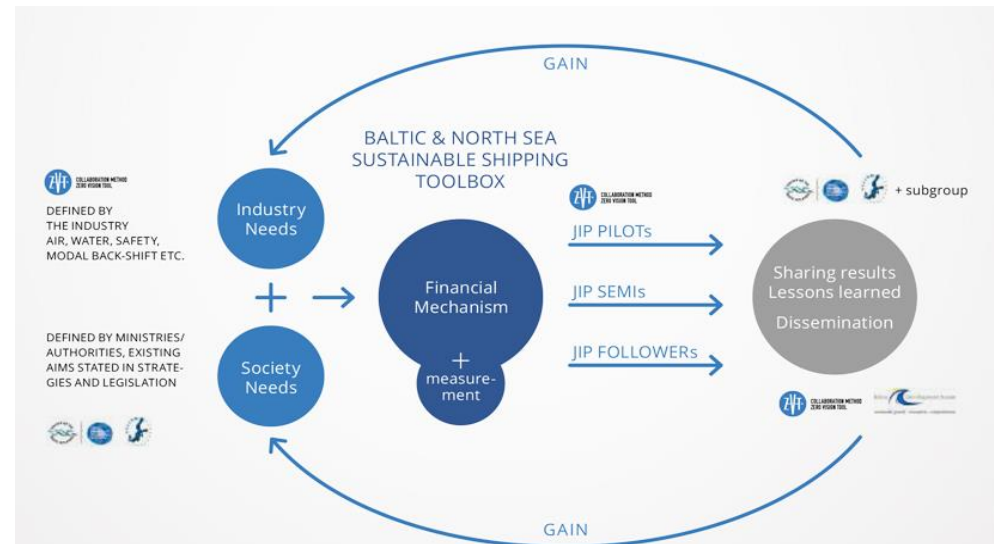 GAIN
BALTIC & NORTH SEA
SUSTAINABLE SHIPPING
TOOLBOX
ZVT COLLABORATION METHOD
ZERO VISION TOOL
DEFINED BY
THE INDUSTRY
AIR, WATER, SAFETY,
MODAL BACK-SHIFT ETC.
Industry
Needs
+
DEFINED BY MINISTRIES/
AUTHORITIES, EXISTING
AIMS STATED IN STRATE-
GIES AND LEGISLATION
Society
Needs
Financial
Mechanism
+
measure-
ment
ZVT COLLABORATION METHOD
ZERO VISION TOOL
JIP PILOTs
JIP SEMIs
JIP FOLLOWERs
+ subgroup
Sharing results
Lessons learned
Dissemination
ZVT COLLABORATION METHOD
ZERO VISION TOOL
GAIN